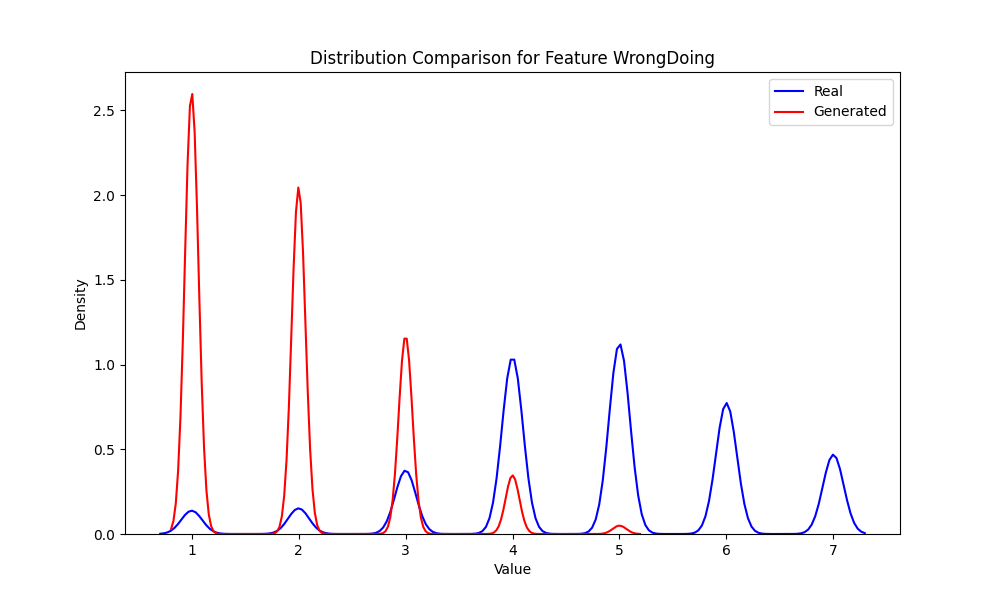 Distribution Comparison for Feature WrongDoing
Real
Generated
Density
2.5
2.0
1.5
1.0
0.5
0.0
1 2 3 4 5 6 7
Value